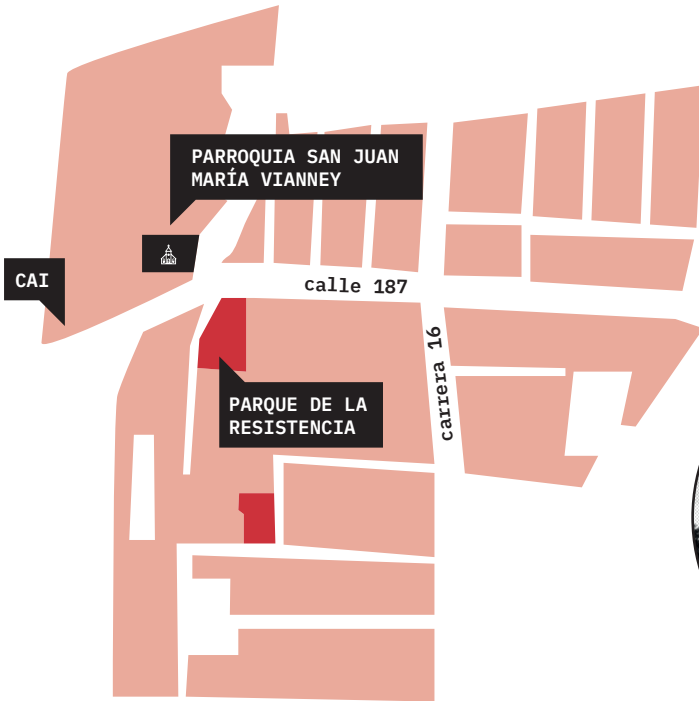 PARROQUIA SAN JUAN
MARÍA VIANNEY
CAI
calle 187
carrera 16
PARQUE DE LA
RESISTENCIA